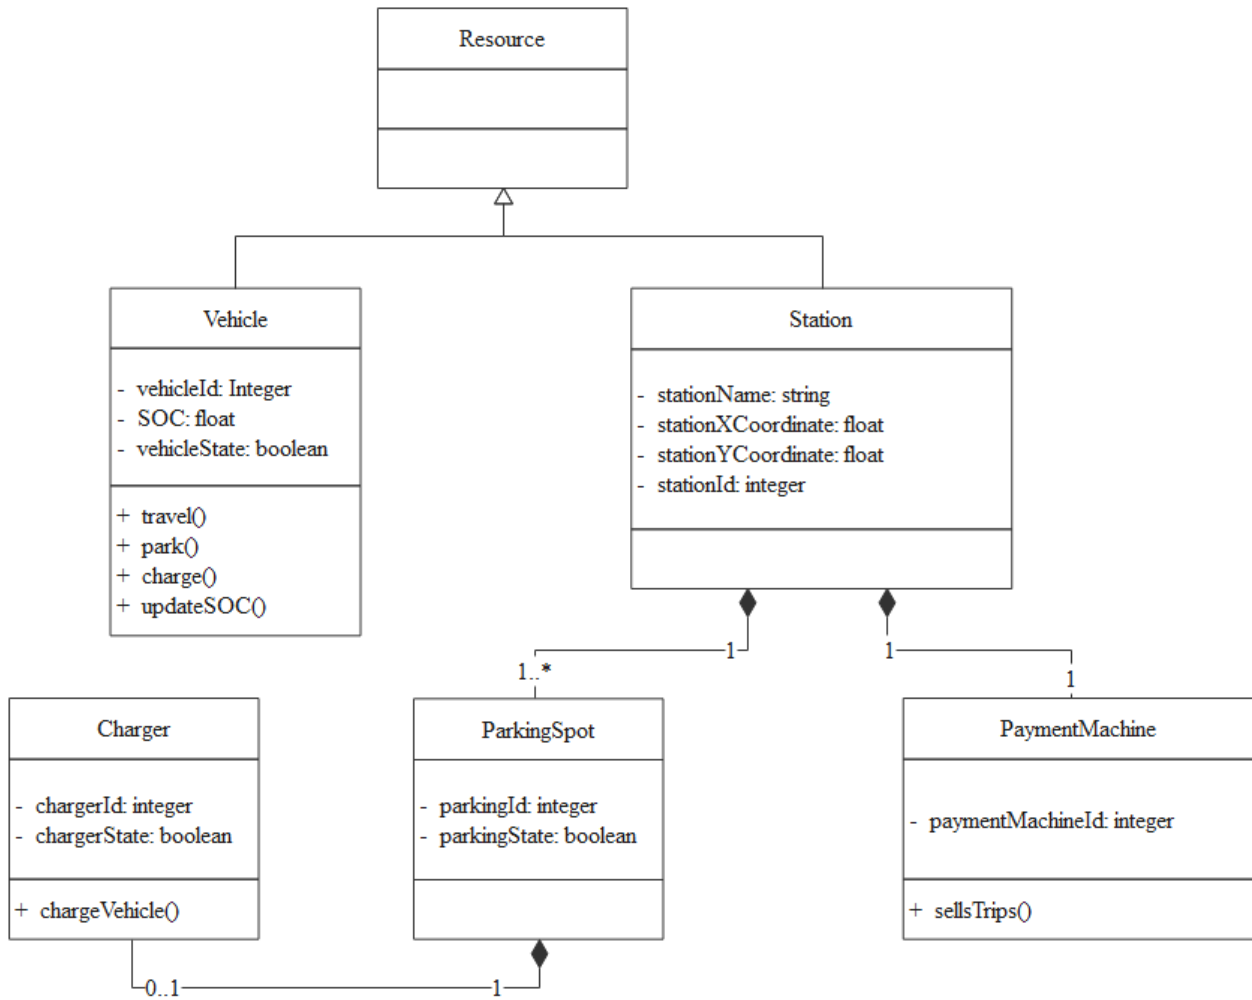 Resource
Vehicle
- vehicleId: Integer
- SOC: float
- vehicleState: boolean
+ travel()
+ park()
+ charge()
+ updateSOC()
Station
- stationName: string
- stationXCoordinate: float
- stationYCoordinate: float
- stationId: integer
1
1..*
1
1
Charger
- chargerId: integer
- chargerState: boolean
+ chargeVehicle()
ParkingSpot
- parkingId: integer
- parkingState: boolean
PaymentMachine
- paymentMachineId: integer
+ sellsTrips()
0..1
1